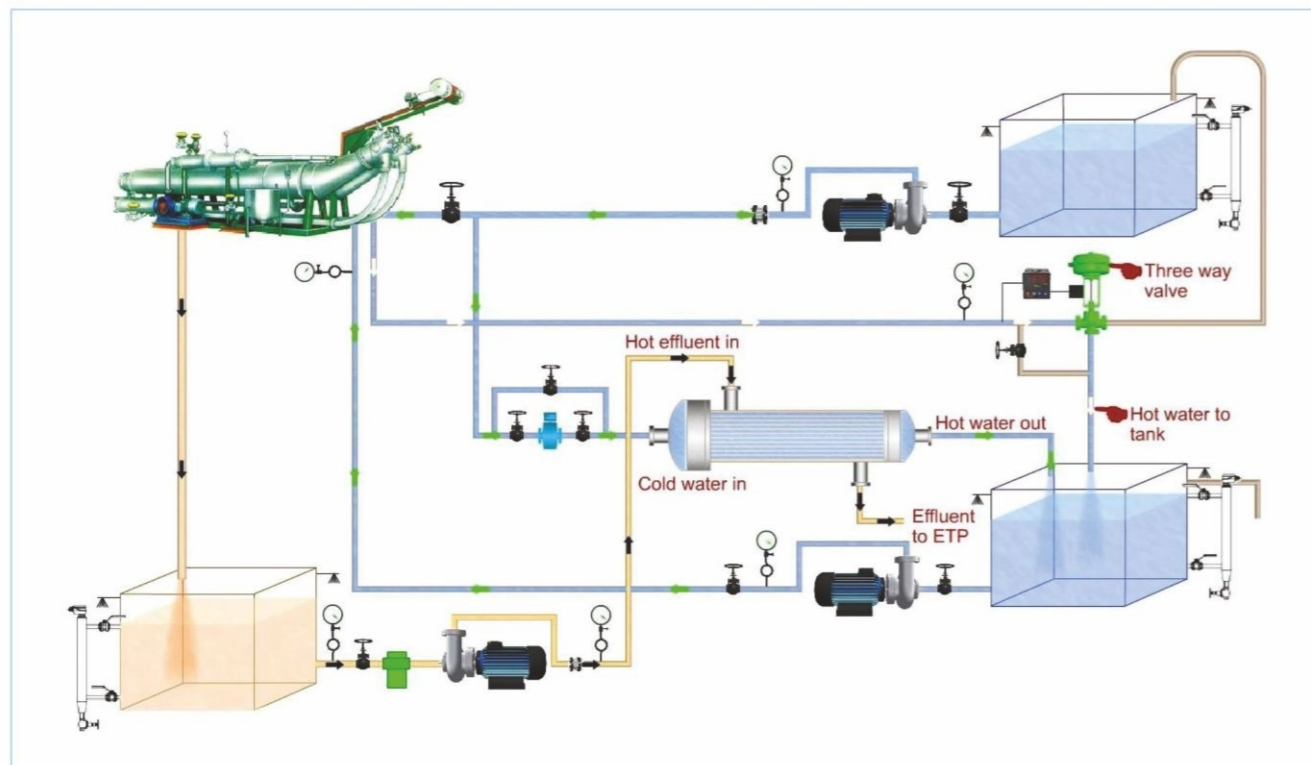 Three way
valve
Hot effluent in
Hot water out
Hot water to
tank
Cold water in
Effluent
to ETP